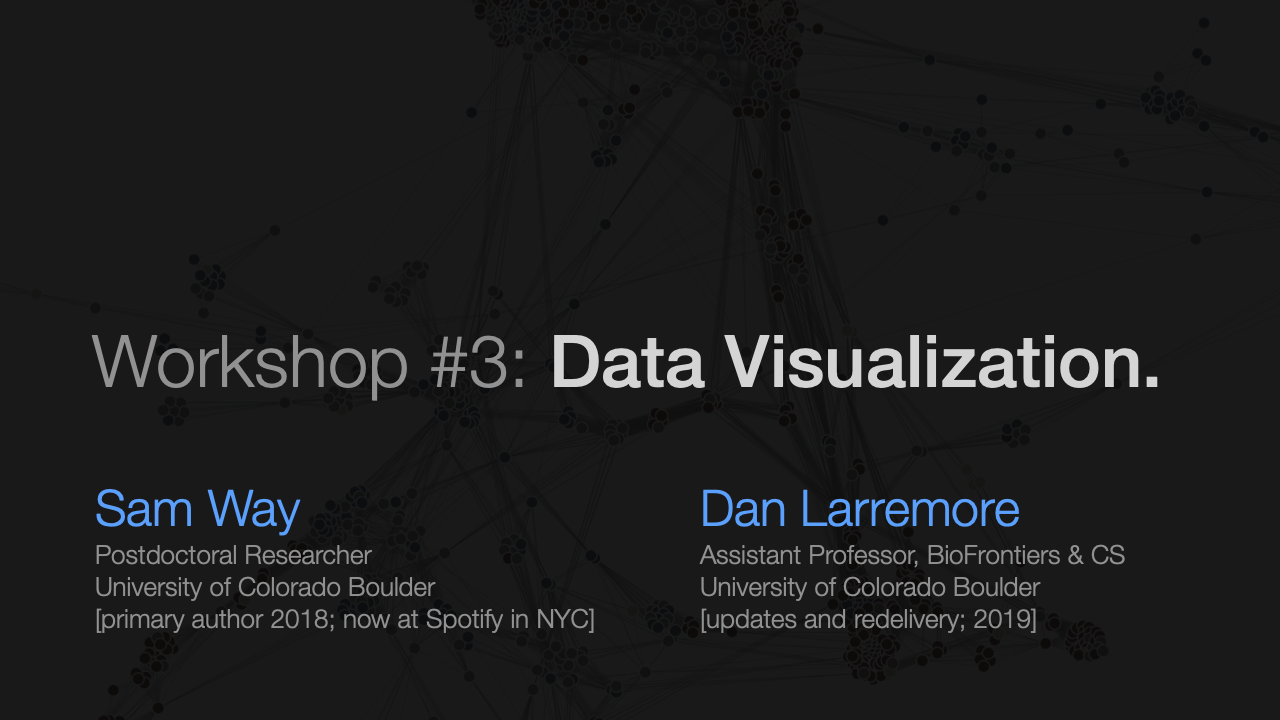 Workshop #3: Data Visualization.
Sam Way
Postdoctoral Researcher
University of Colorado Boulder
[primary author 2018; now at Spotify in NYC]
Dan Larremore
Assistant Professor, BioFrontiers & CS
University of Colorado Boulder
[updates and redelivery; 2019]